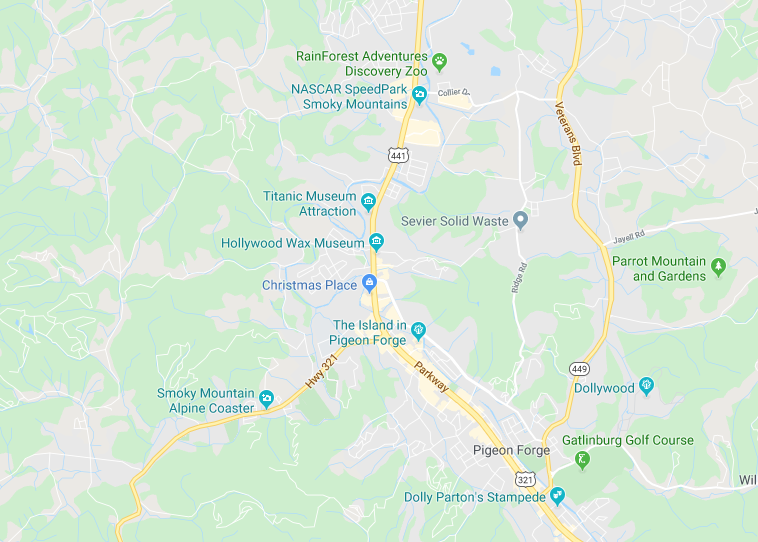 RainForest Adventures
Discovery Zoo
NASCAR SpeedPark
Smoky Mountains
Collier D
Veterans Blvd
441
Titanic Museum
Attraction
Sevier Solid Waste
Hollywood Wax Museum
Jayell Rd
Parrot Mountain
and Gardens
Ridge Rd
Christmas Place
The Island in
Pigeon Forge
Hwy 321
Parkway
449
Smoky Mountain
Alpine Coaster
Dollywood
Gatlinburg Golf Course
Pigeon Forge
321
Wil
Dolly Parton's Stampede